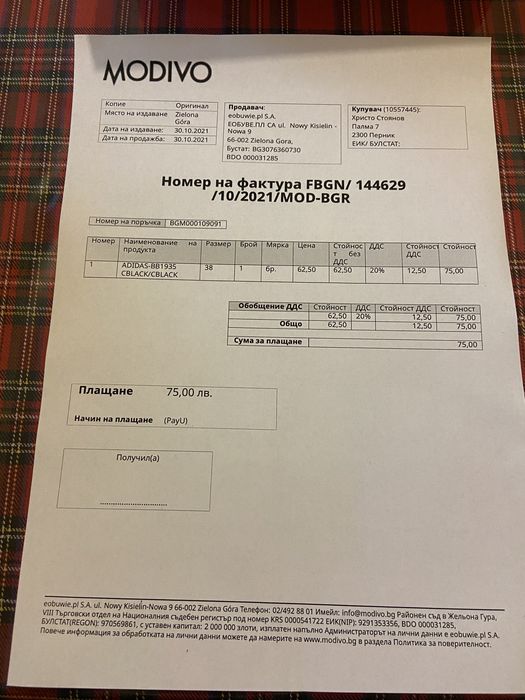 MODIVO
Копие Оригинал
Място на издаване Zielona Góra
Дата на издаване: 30.10.2021
Дата на продажба: 30.10.2021
Продавач:
eobuwie.pl S.A.
ЕОБУВЕ.ПЛ СА ul. Nowy Kisielin -
Nowa 9
66-002 Zielona Gora,
Бустат: BG3076360730
BDO 000031285
Купувач (10557445):
Христо Стоянов
Палма 7
2300 Перник
ЕИК/ БУЛСТАТ:
Номер на фактура FBGN/ 144629
/10/2021/MOD-BGR
Номер на поръчка BGM000109091
Номер Наименование на продукта Размер Брой Мярка Цена Стойност без ДДС ДДС Стойност ДДС Стойност
1 ADIDAS-BB1935 CBLACK/CBLACK 38 1 бр. 62,50 62,50 20% 12,50 75,00
Обобщение ДДС Стойност ДДС Стойност ДДС Стойност
62,50 20% 12,50 75,00
Общо 62,50 12,50 75,00
Сума за плащане 75,00
Плащане 75,00 лв.
Начин на плащане (PayU)
Получил(а)
..............................
eobuwie.pl S.A. ul. Nowy Kisielin-Nowa 9 66-002 Zielona Góra Телефон: 02/492 88 01 Имейл: info@modivo.bg Районен съд в Жельона Гура,
VIII Търговски отдел на Националния съдебен регистър под номер KRS 0000541722 ЕИК(NIP): 9291353356, BDO 000031285,
БУЛСТАТ(REGON): 970569861, с уставен капитал: 2 000 000 злоти, изплатен напълно Администраторът на лични данни е eobuwie.pl S.A.
Повече информация за обработката на лични данни можете да намерите на www.modivo.bg в раздела Политика за поверителност.